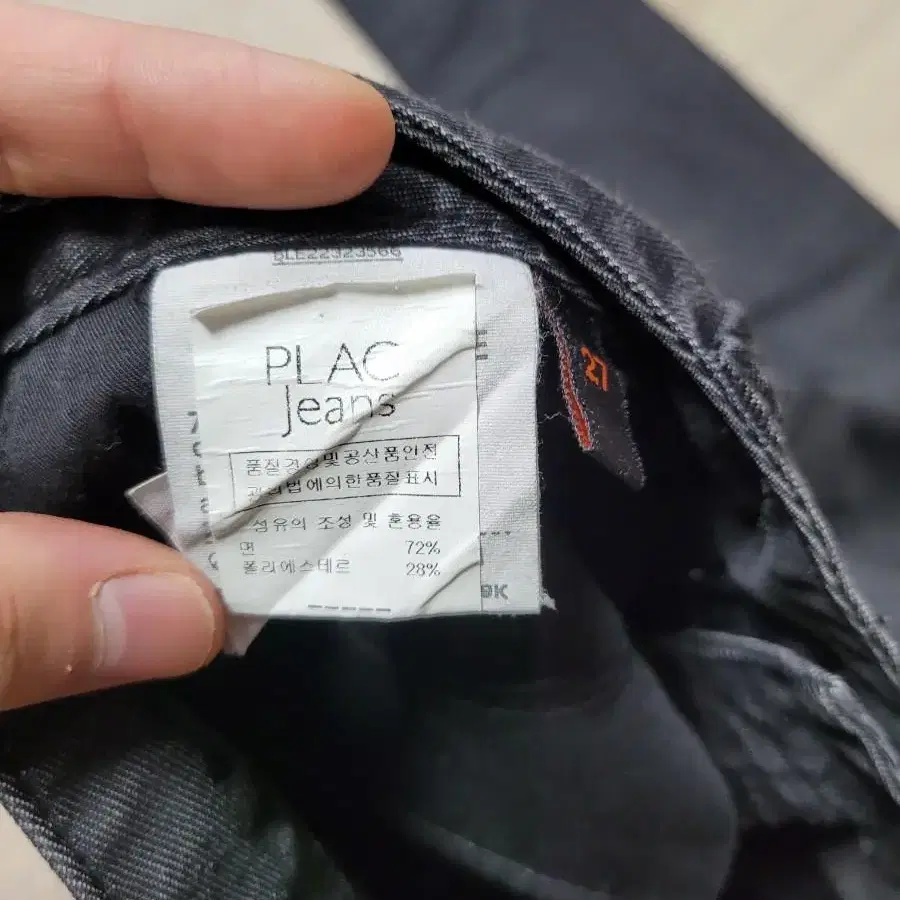 PLAC
Jeans
품질경영및공산품안전
관리법에의한품질표시
섬유의 조성 및 혼용율
면 72%
폴리에스테르 28%
9K
27